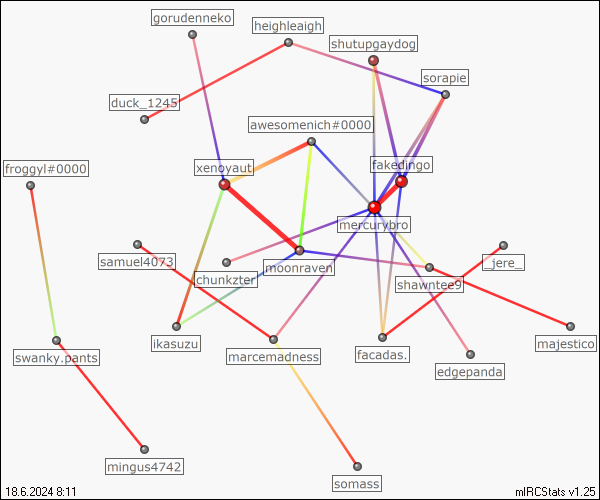 gorudenneko
heighleaigh
shutupgaydog
sorapie
duck_1245
awesomenich#0000
froggyl#0000
xenoyaut
fakedingo
mercurybro
samuel4073
chunkzter
moonraven
_jere_
shawntee9
ikasuzu
marcemadness
facadas.
majestico
swanky.pants
edgepanda
mingus4742
somass
18.6.2024 8:11
mIRCStats v1.25